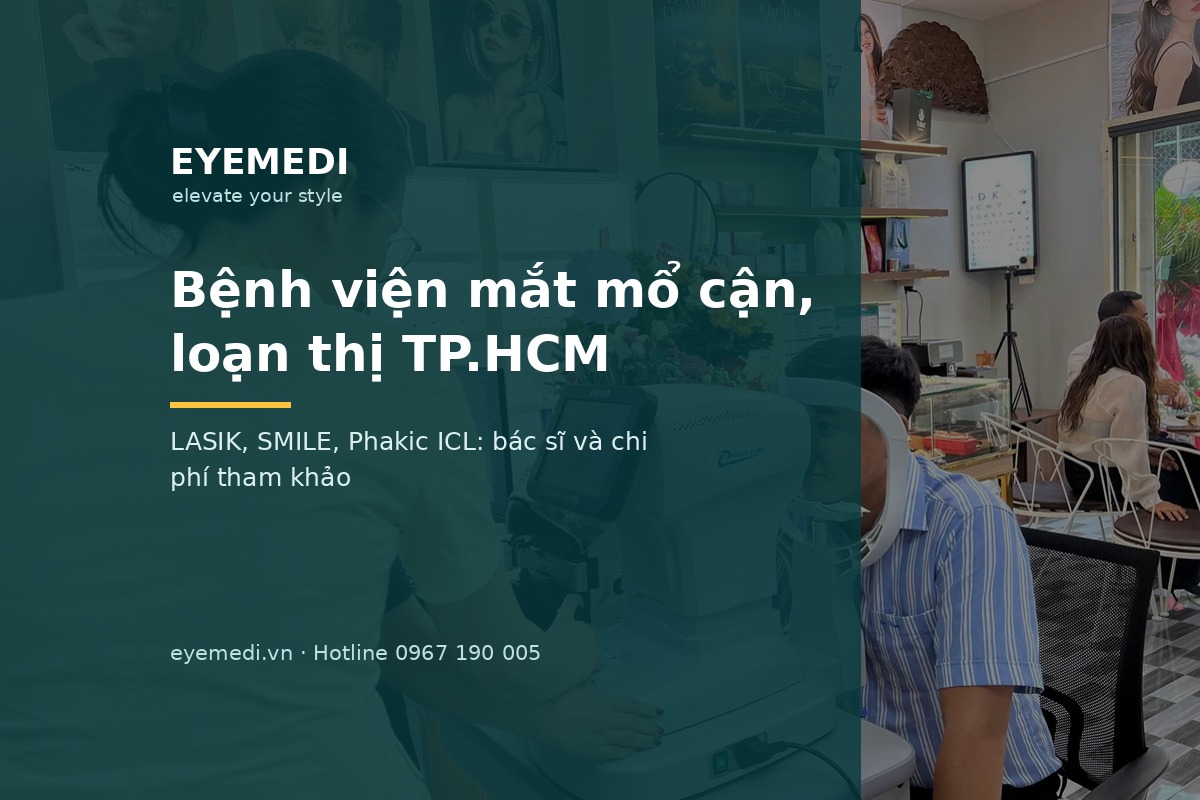 EYEMEDI
elevate your style
Bệnh viện mắt mổ cận,
loạn thị TP.HCM
LASIK, SMILE, Phakic ICL: bác sĩ và chi
phí tham khảo
eyemedi.vn · Hotline 0967 190 005